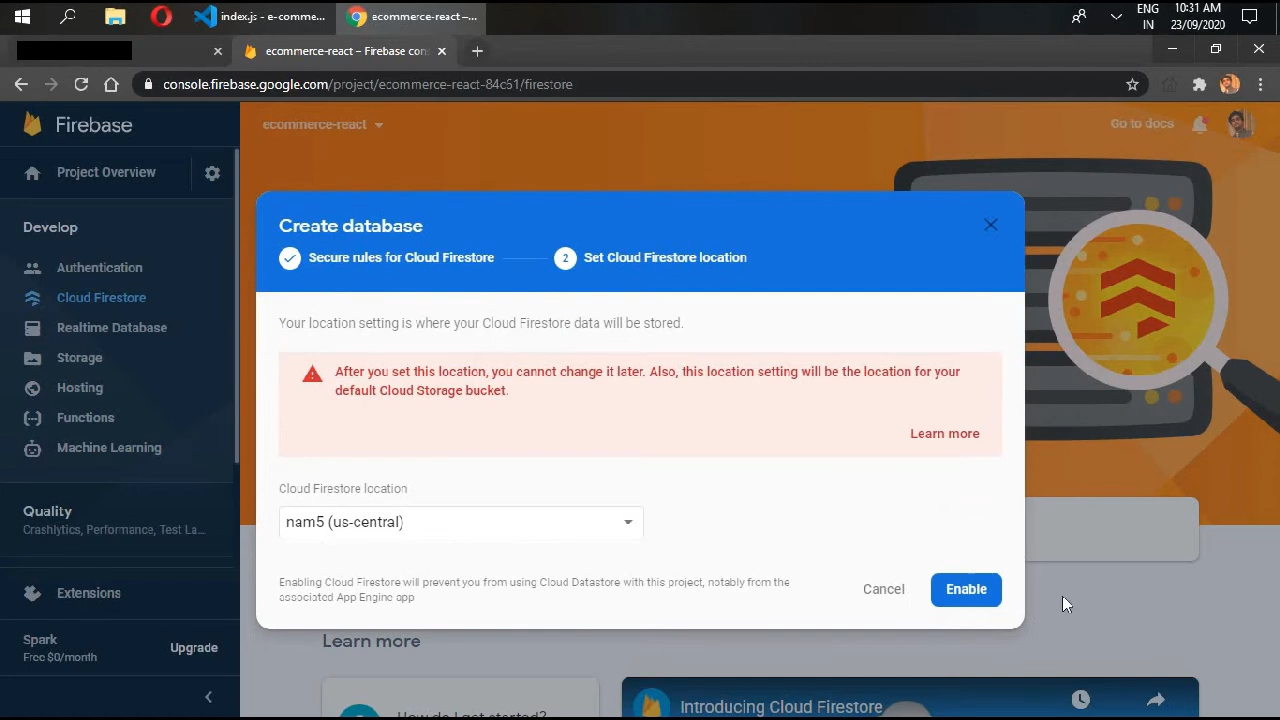 index.js - e-comme...
ecommerce-react –...
ENG
IN
10:31 AM
23/09/2020
ecommerce-react – Firebase cons
console.firebase.google.com/project/ecommerce-react-84c61/firestore
Firebase
ecommerce-react
Go to docs
Project Overview
Develop
Authentication
Cloud Firestore
Realtime Database
Storage
Hosting
Functions
Machine Learning
Quality
Crashlytics, Performance, Test La...
Extensions
Spark
Free $0/month
Upgrade
Create database
Secure rules for Cloud Firestore
2
Set Cloud Firestore location
Your location setting is where your Cloud Firestore data will be stored.
After you set this location, you cannot change it later. Also, this location setting will be the location for your
default Cloud Storage bucket.
Learn more
Cloud Firestore location
nam5 (us-central)
Enabling Cloud Firestore will prevent you from using Cloud Datastore with this project, notably from the
associated App Engine app
Cancel
Enable
Learn more
How do I get started?
Introducing Cloud Firestore